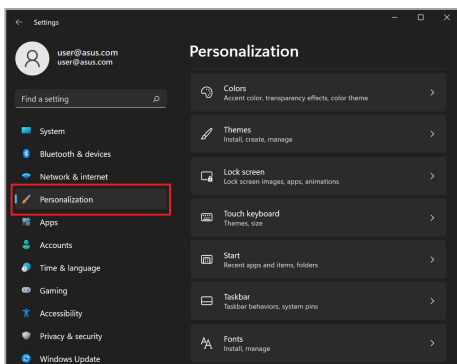 Settings
user@asus.com
user@asus.com
Find a setting
System
Bluetooth & devices
Network & internet
Personalization
Apps
Accounts
Time & language
Gaming
Accessibility
Privacy & security
Windows Update
Personalization
Colors
Accent color, transparency effects, color theme
Themes
Install, create, manage
Lock screen
Lock screen images, apps, animations
Touch keyboard
Themes, size
Start
Recent apps and items, folders
Taskbar
Taskbar behaviors, system pins
Fonts
Install, manage